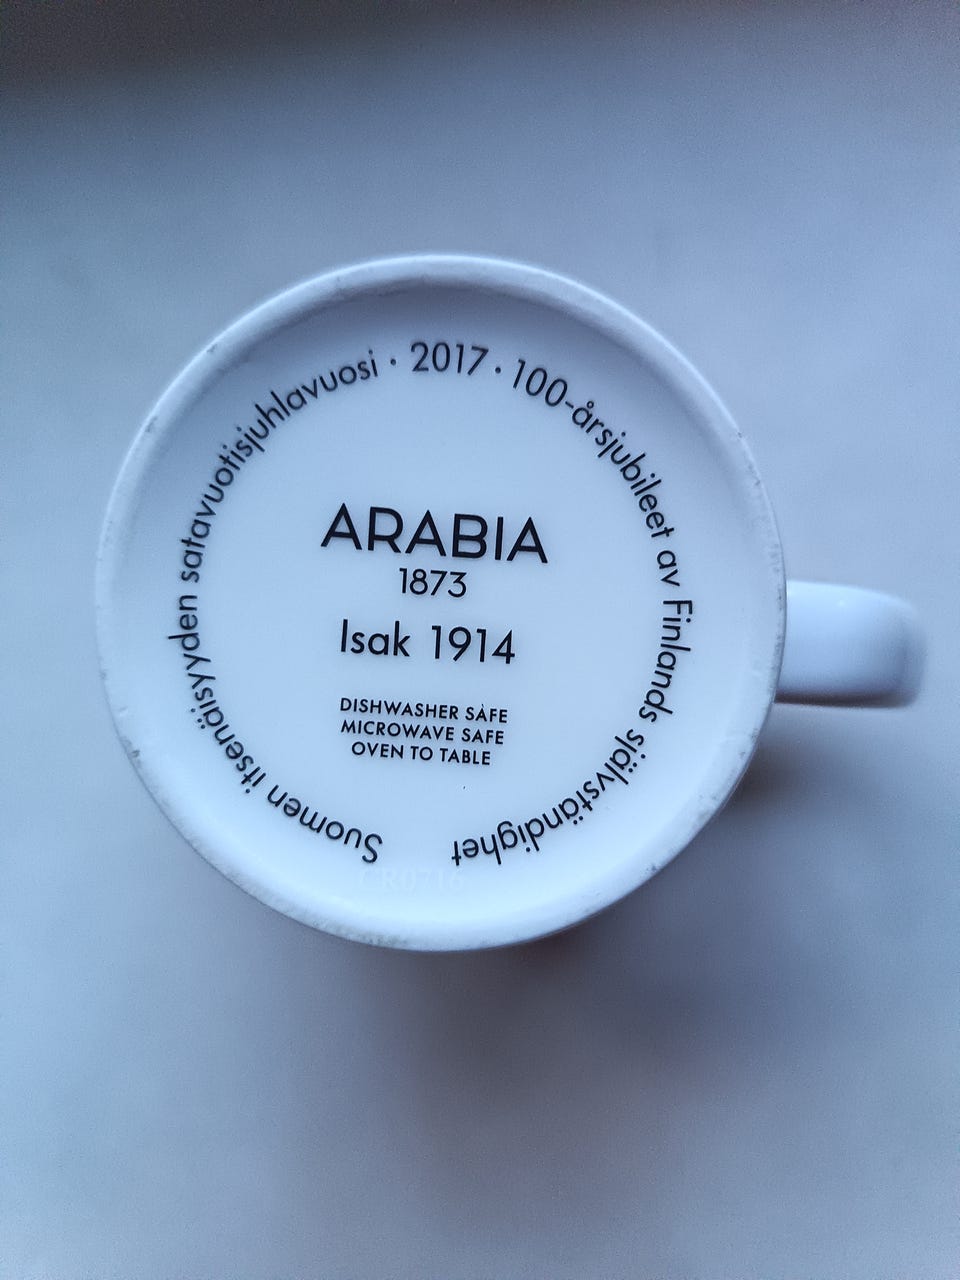 Suomen itsenäisyyden satavuotisjuhlavuosi · 2017 · 100-årsjubileet av Finlands självständighet
ARABIA
1873
Isak 1914
DISHWASHER SAFE
MICROWAVE SAFE
OVEN TO TABLE
CR0716